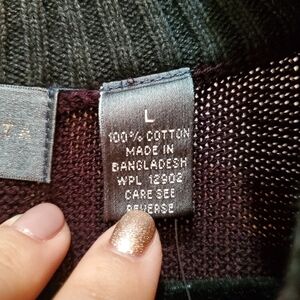 L
100% COTTON
MADE IN
BANGLADESH
WPL 12902
CARE SEE
REVERSE